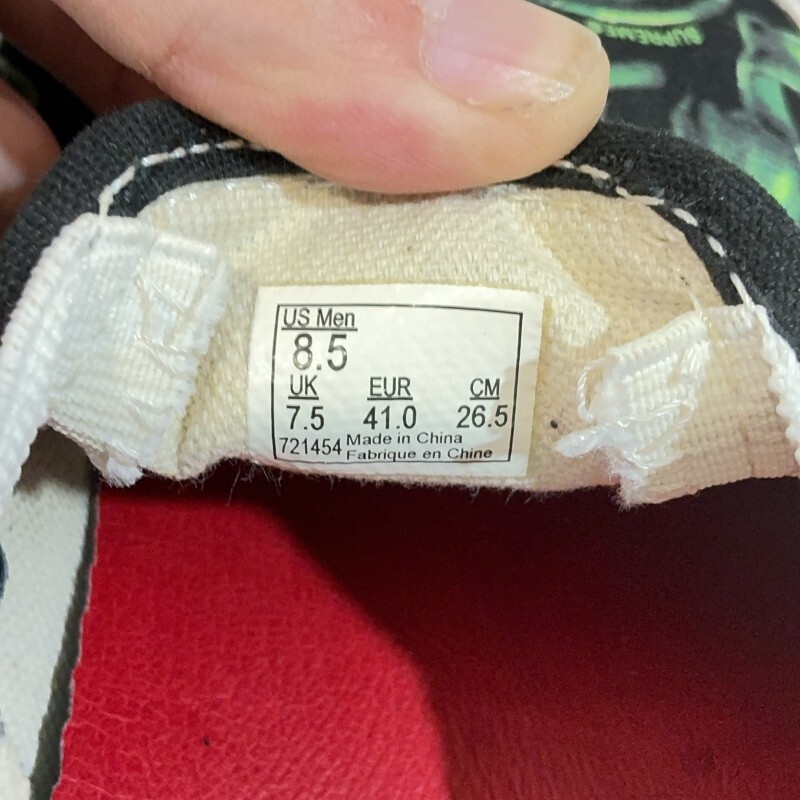 SUPREME
US Men
8.5
UK EUR CM
7.5 41.0 26.5
721454 Made in China
Fabrique en Chine